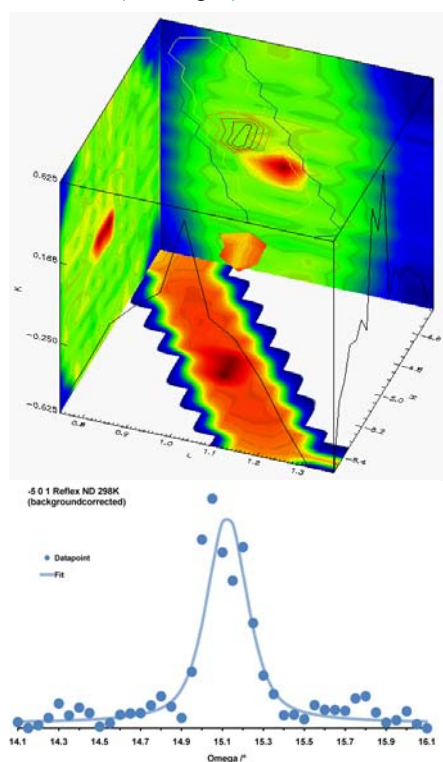 0.625
K
-0.250
-0.625
0.8
0.9
1.0
L
1.1
1.2
1.3
-4.6
-4.8
-5.0
H
-5.2
-5.4
-5 0 1 Reflex ND 298K
(backgroundcorrected)
Datapoint
Fit
14.1 14.3 14.5 14.7 14.9 15.1 15.3 15.5 15.7 15.9 16.1
Omega /°